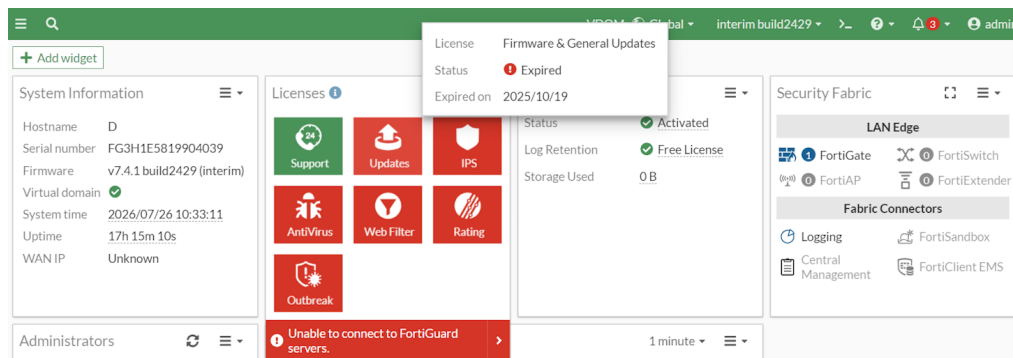 Global
interim build2429
>_
3
admin
License Firmware & General Updates
Status Expired
Expired on 2025/10/19
Add widget
System Information
Hostname D
Serial number FG3H1E5819904039
Firmware v7.4.1 build2429 (interim)
Virtual domain
System time 2026/07/26 10:33:11
Uptime 17h 15m 10s
WAN IP Unknown
Licenses
24
Support
Updates
IPS
AntiVirus
Web Filter
Rating
Outbreak
Unable to connect to FortiGuard
servers.
Status Activated
Log Retention Free License
Storage Used 0 B
Security Fabric
LAN Edge
1 FortiGate
0 FortiSwitch
0 FortiAP
0 FortiExtender
Fabric Connectors
Logging
FortiSandbox
Central
Management
FortiClient EMS
Administrators
1 minute